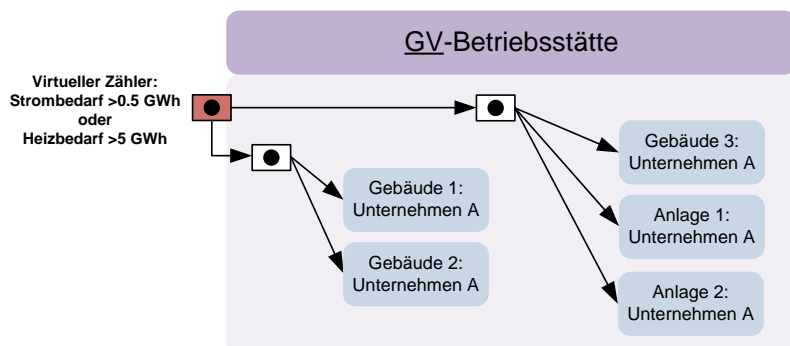 GV-Betriebsstätte
Virtueller Zähler:
Strombedarf >0.5 GWh
oder
Heizbedarf >5 GWh
Gebäude 1:
Unternehmen A
Gebäude 2:
Unternehmen A
Gebäude 3:
Unternehmen A
Anlage 1:
Unternehmen A
Anlage 2:
Unternehmen A